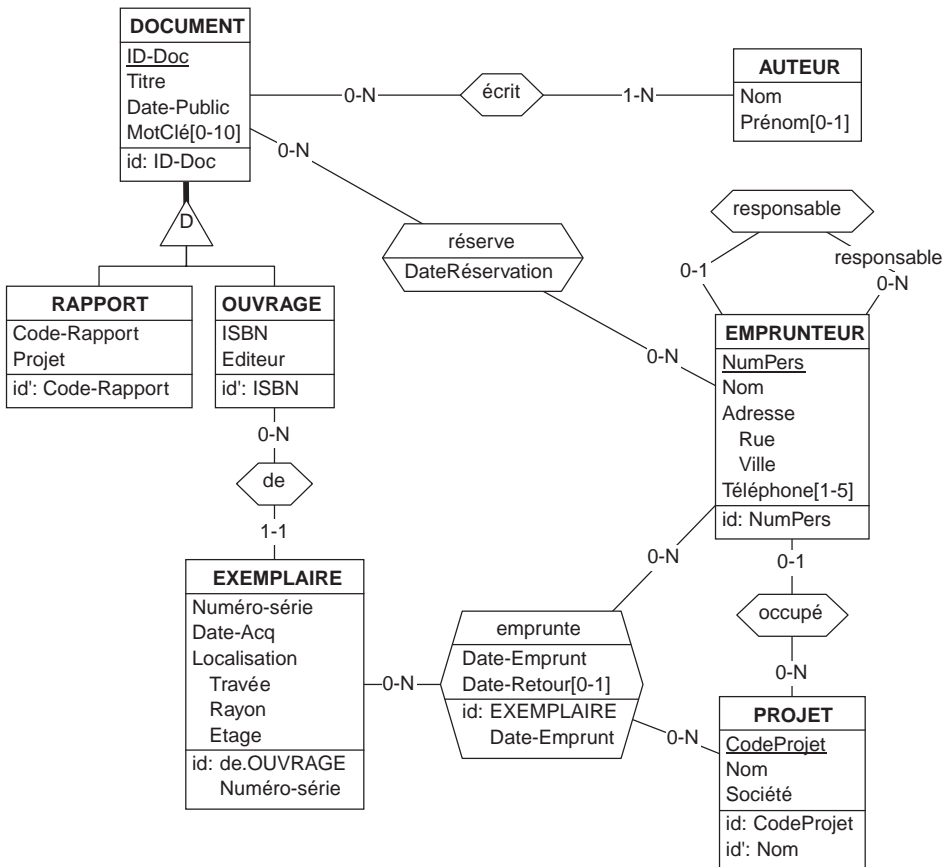 DOCUMENT
ID-Doc
Titre
Date-Public
MotClé[0-10]
id: ID-Doc
0-N
écrit
1-N
AUTEUR
Nom
Prénom[0-1]
0-N
réserve
DateRéservation
0-N
responsable
0-1
responsable
0-N
D
RAPPORT
Code-Rapport
Projet
id': Code-Rapport
OUVRAGE
ISBN
Editeur
id': ISBN
EMPRUNTEUR
NumPers
Nom
Adresse
Rue
Ville
Téléphone[1-5]
id: NumPers
0-N
de
1-1
EXEMPLAIRE
Numéro-série
Date-Acq
Localisation
Travée
Rayon
Etage
id: de.OUVRAGE
Numéro-série
0-N
emprunte
Date-Emprunt
Date-Retour[0-1]
id: EXEMPLAIRE
Date-Emprunt
0-N
0-N
0-1
occupé
0-N
PROJET
CodeProjet
Nom
Société
id: CodeProjet
id': Nom